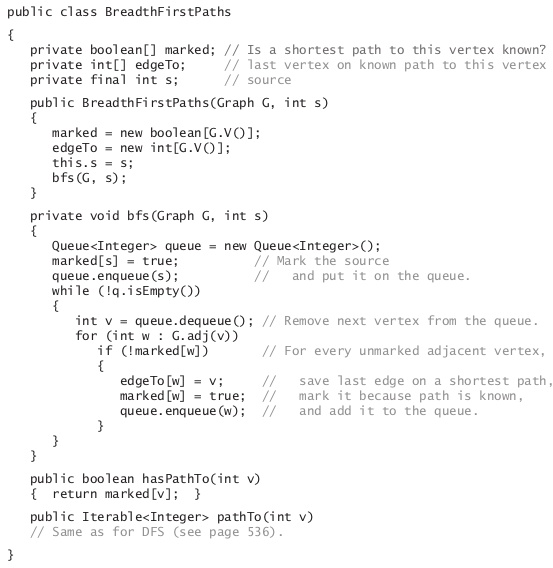 public class BreadthFirstPaths
{
   private boolean[] marked; // Is a shortest path to this vertex known?
   private int[] edgeTo;     // last vertex on known path to this vertex
   private final int s;      // source
   public BreadthFirstPaths(Graph G, int s)
   {
      marked = new boolean[G.V()];
      edgeTo = new int[G.V()];
      this.s = s;
      bfs(G, s);
   }
   private void bfs(Graph G, int s)
   {
      Queue<Integer> queue = new Queue<Integer>();
      marked[s] = true;          // Mark the source
      queue.enqueue(s);          //   and put it on the queue.
      while (!q.isEmpty())
      {
         int v = queue.dequeue(); // Remove next vertex from the queue.
         for (int w : G.adj(v))
            if (!marked[w])       // For every unmarked adjacent vertex,
            {
               edgeTo[w] = v;     //   save last edge on a shortest path,
               marked[w] = true;  //   mark it because path is known,
               queue.enqueue(w);  //   and add it to the queue.
            }
      }
   }
   public boolean hasPathTo(int v)
   {  return marked[v];  }
   public Iterable<Integer> pathTo(int v)
   // Same as for DFS (see page 536).
}